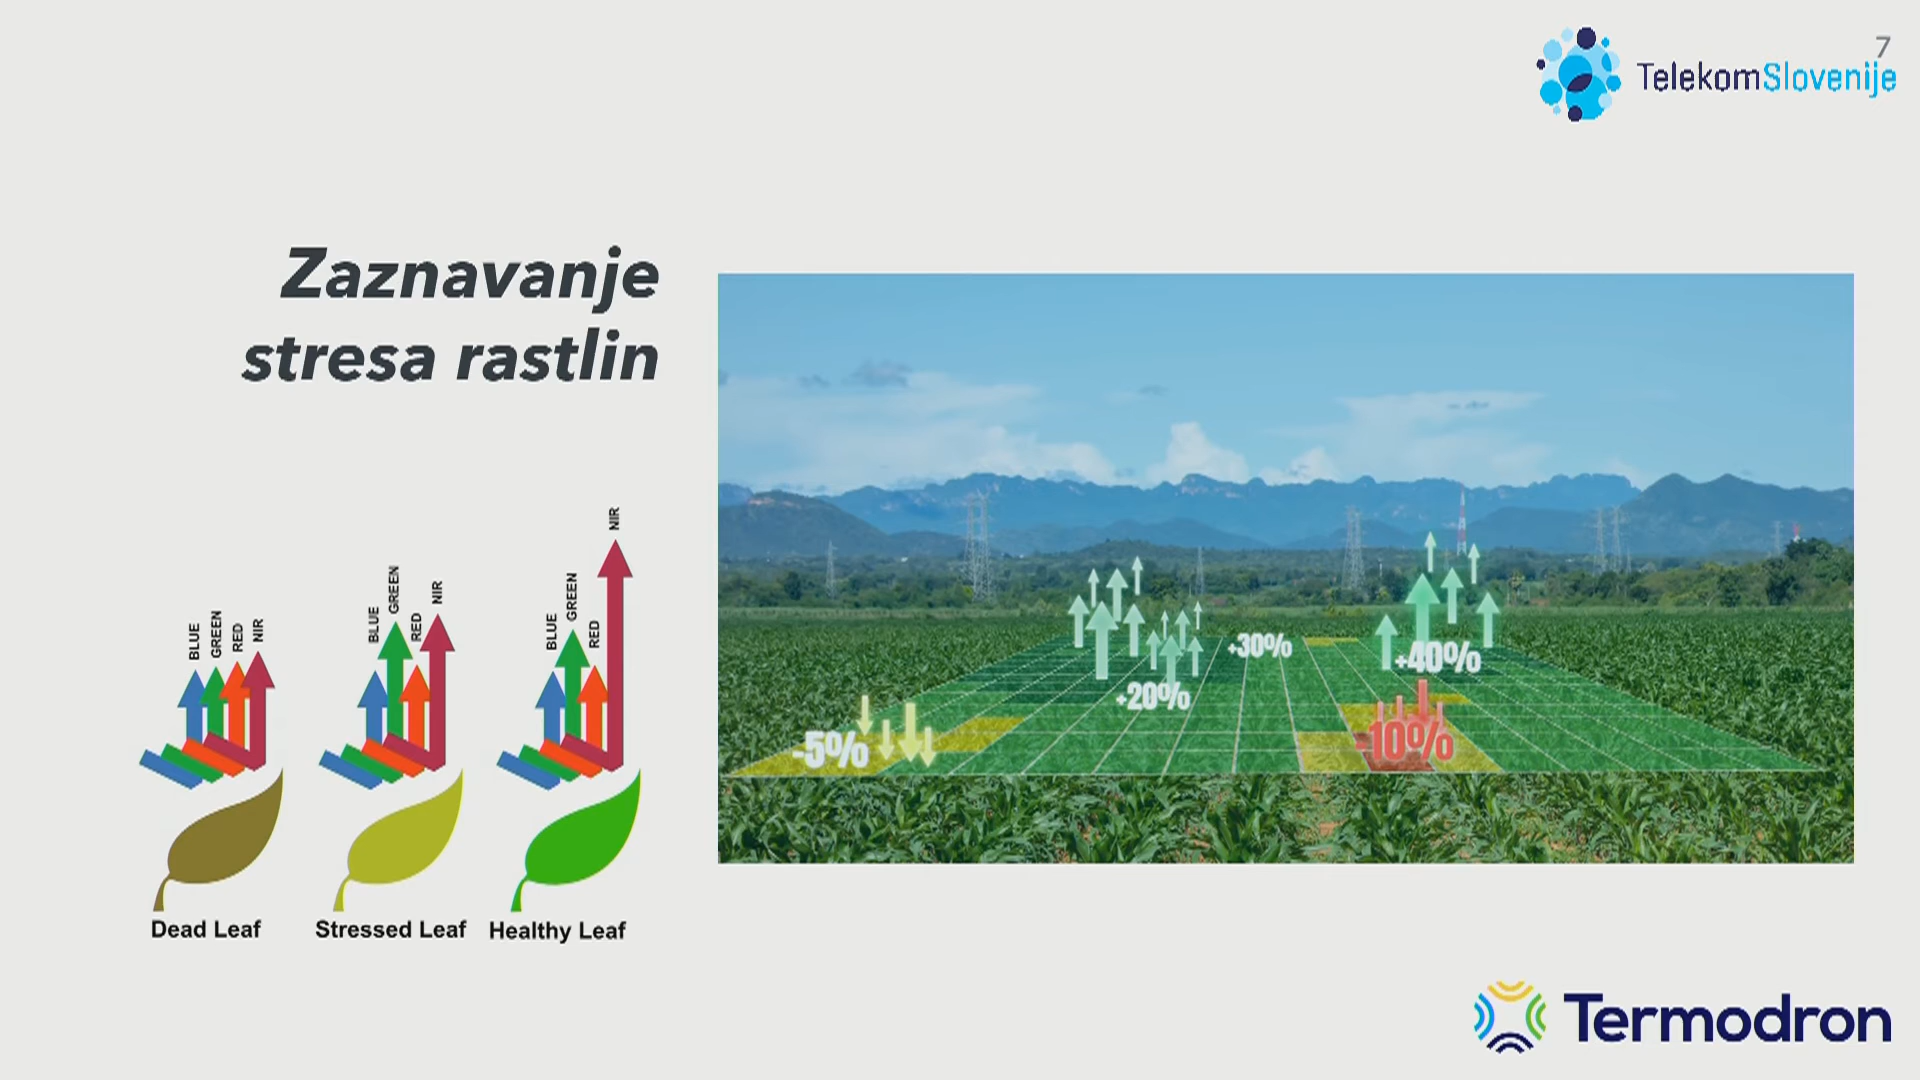 7
TelekomSlovenije
Zaznavanje
stresa rastlin
BLUE
GREEN
RED
NIR
BLUE
GREEN
RED
NIR
BLUE
GREEN
RED
NIR
Dead Leaf
Stressed Leaf
Healthy Leaf
+30%
+40%
+20%
-5%
-10%
Termodron